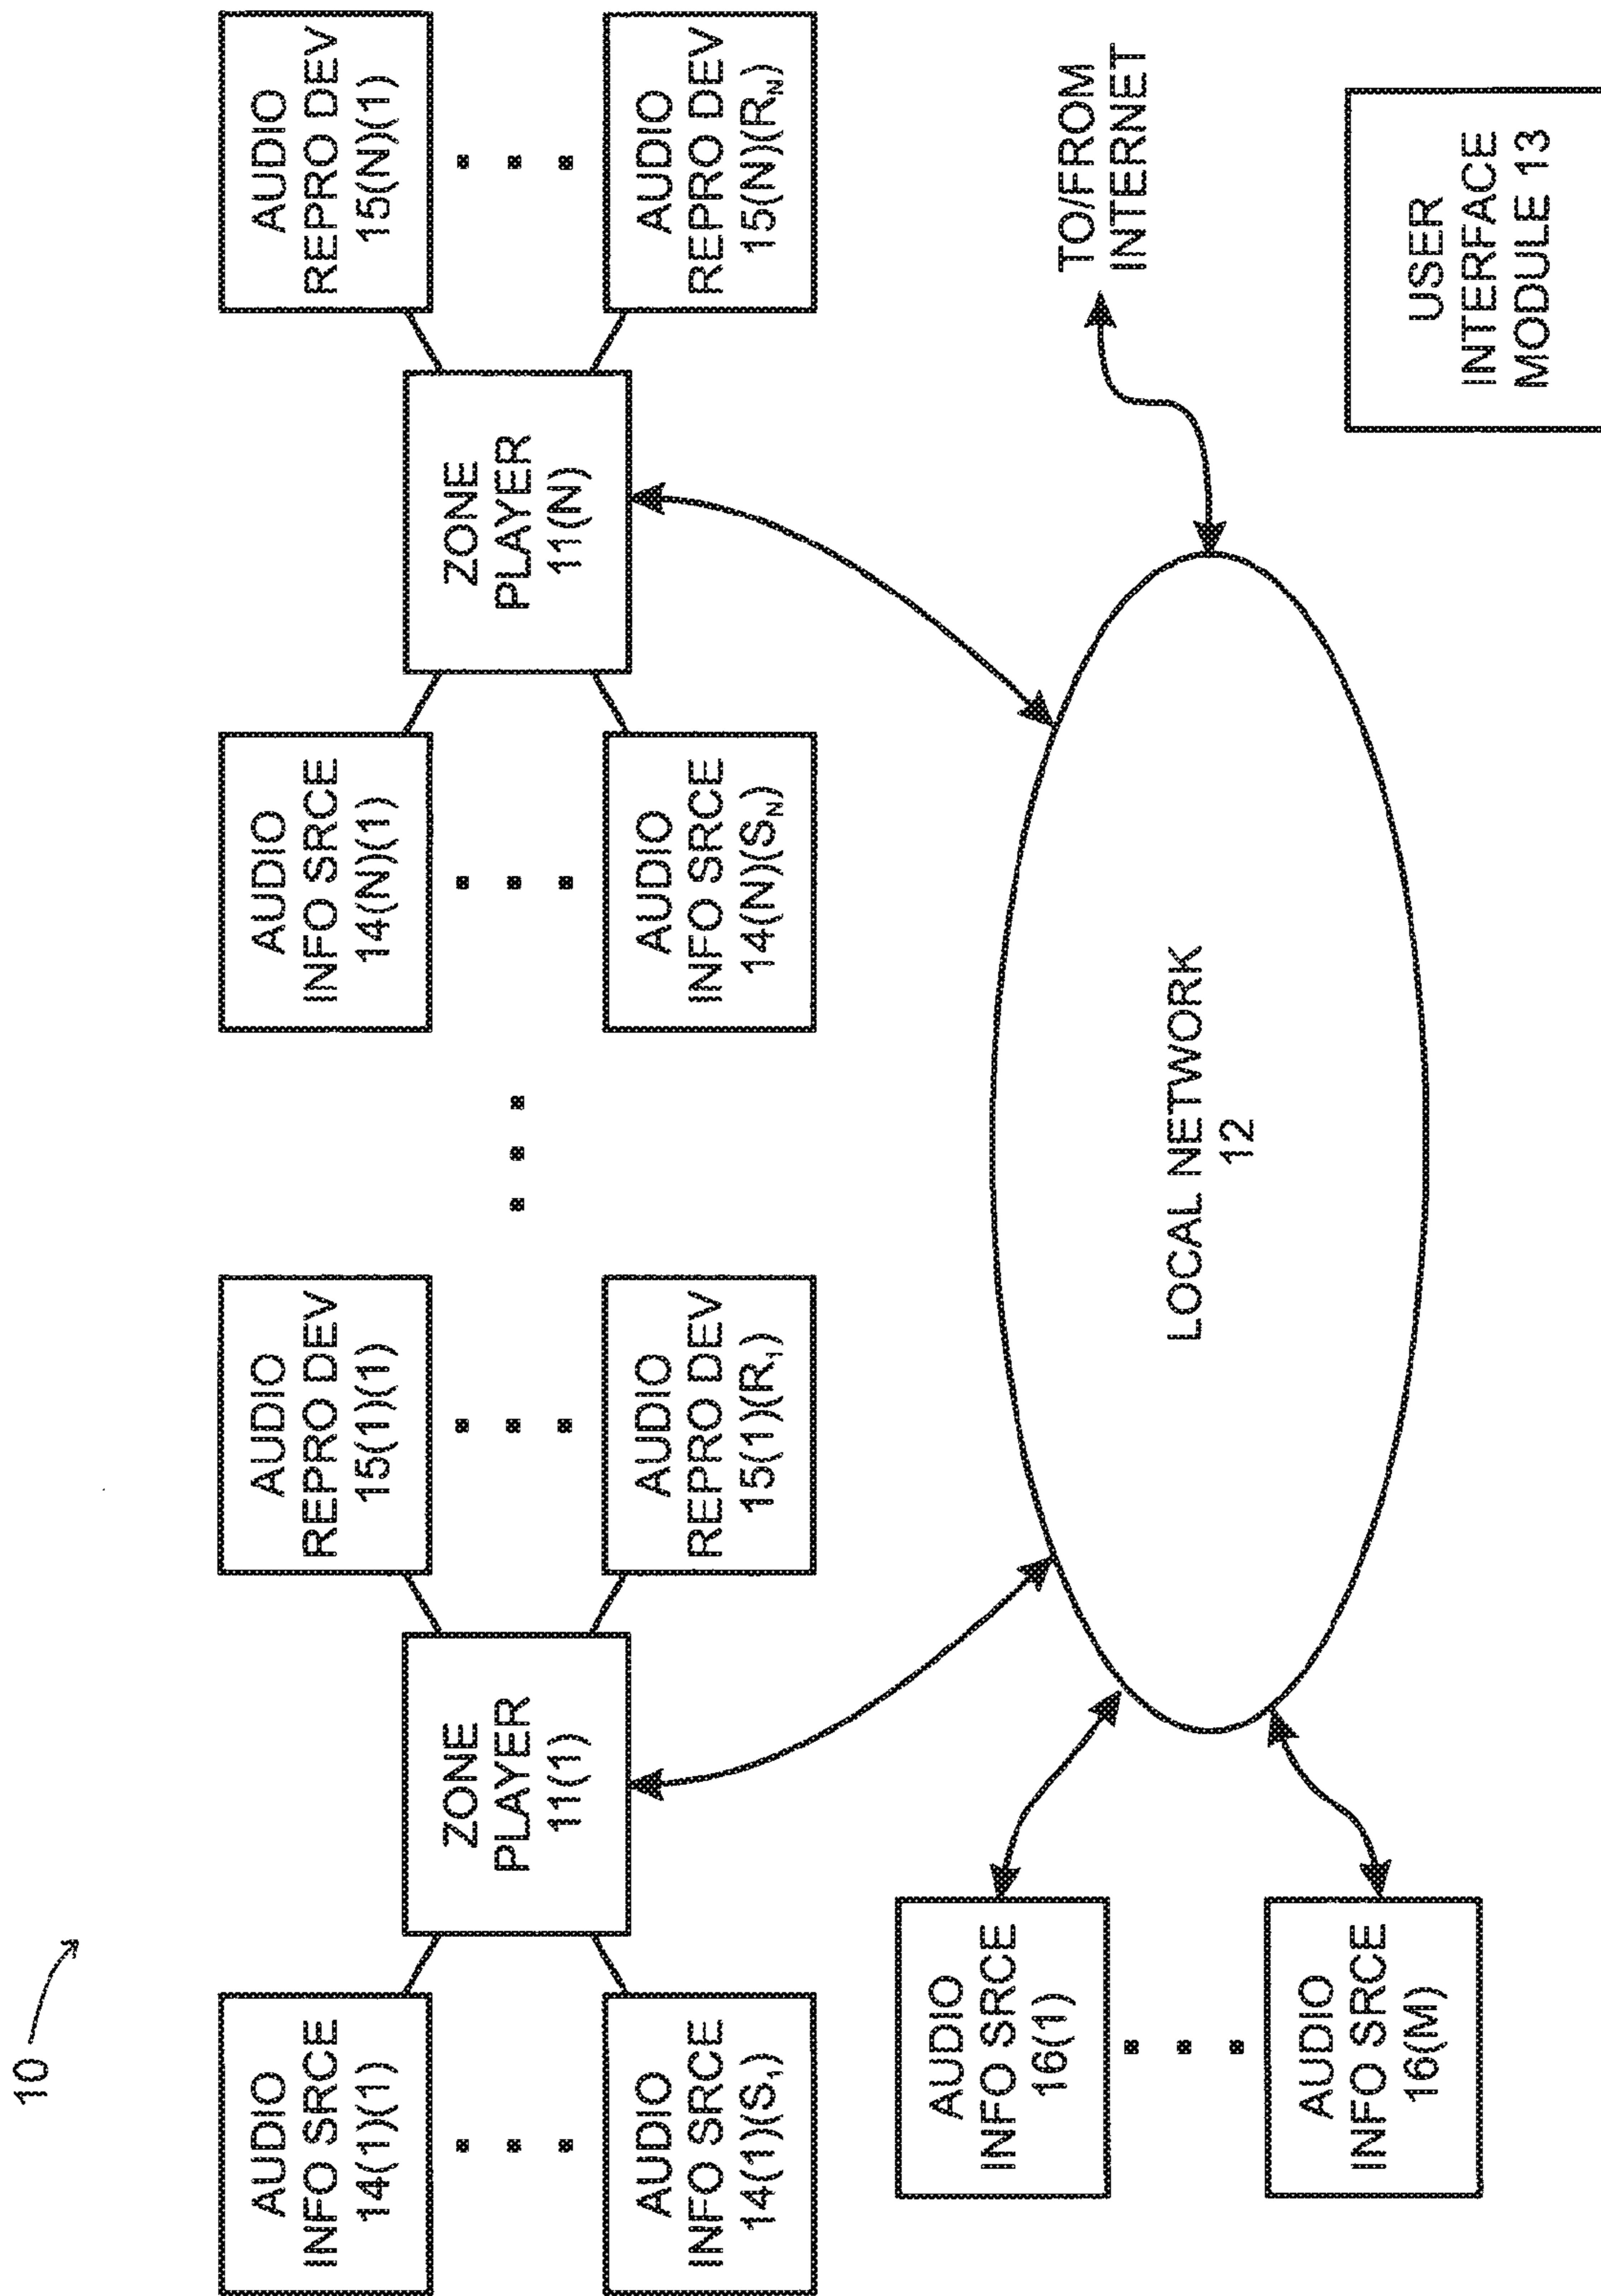 10
AUDIO
INFO SRCE
14(1)(1)
AUDIO
INFO SRCE
14(1)(S₁)
ZONE
PLAYER
11(1)
AUDIO
REPRO DEV
15(1)(1)
AUDIO
REPRO DEV
15(1)(R₁)
AUDIO
INFO SRCE
14(N)(1)
AUDIO
INFO SRCE
14(N)(S_N)
ZONE
PLAYER
11(N)
AUDIO
REPRO DEV
15(N)(1)
AUDIO
REPRO DEV
15(N)(R_N)
AUDIO
INFO SRCE
16(1)
AUDIO
INFO SRCE
16(M)
LOCAL NETWORK
12
TO/FROM
INTERNET
USER
INTERFACE
MODULE 13